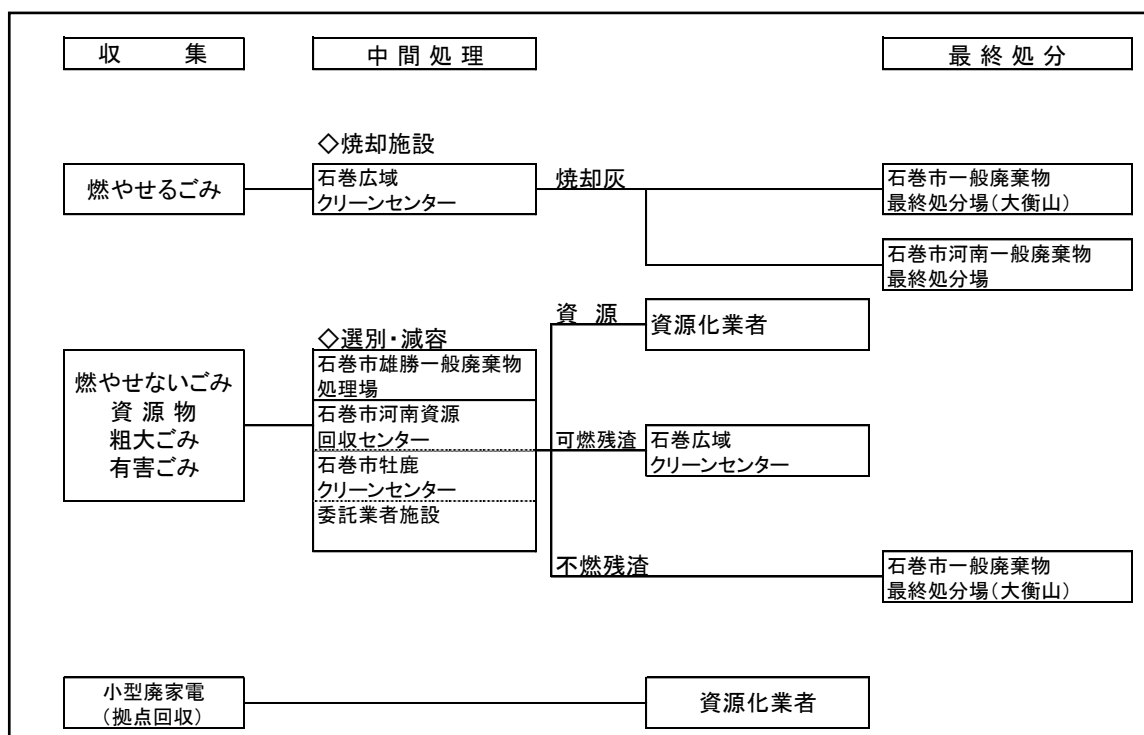 収 集
中 間 処 理
最 終 処 分
◇焼却施設
燃やせるごみ
石巻広域
クリーンセンター
焼却灰
石巻市一般廃棄物
最終処分場(大衡山)
石巻市河南一般廃棄物
最終処分場
資 源
資源化業者
◇選別・減容
石巻市雄勝一般廃棄物
処理場
燃やせないごみ
資 源 物
粗大ごみ
有害ごみ
石巻市河南資源
回収センター
石巻市牡鹿
クリーンセンター
委託業者施設
可燃残渣
石巻広域
クリーンセンター
不燃残渣
石巻市一般廃棄物
最終処分場(大衡山)
小型廃家電
(拠点回収)
資源化業者